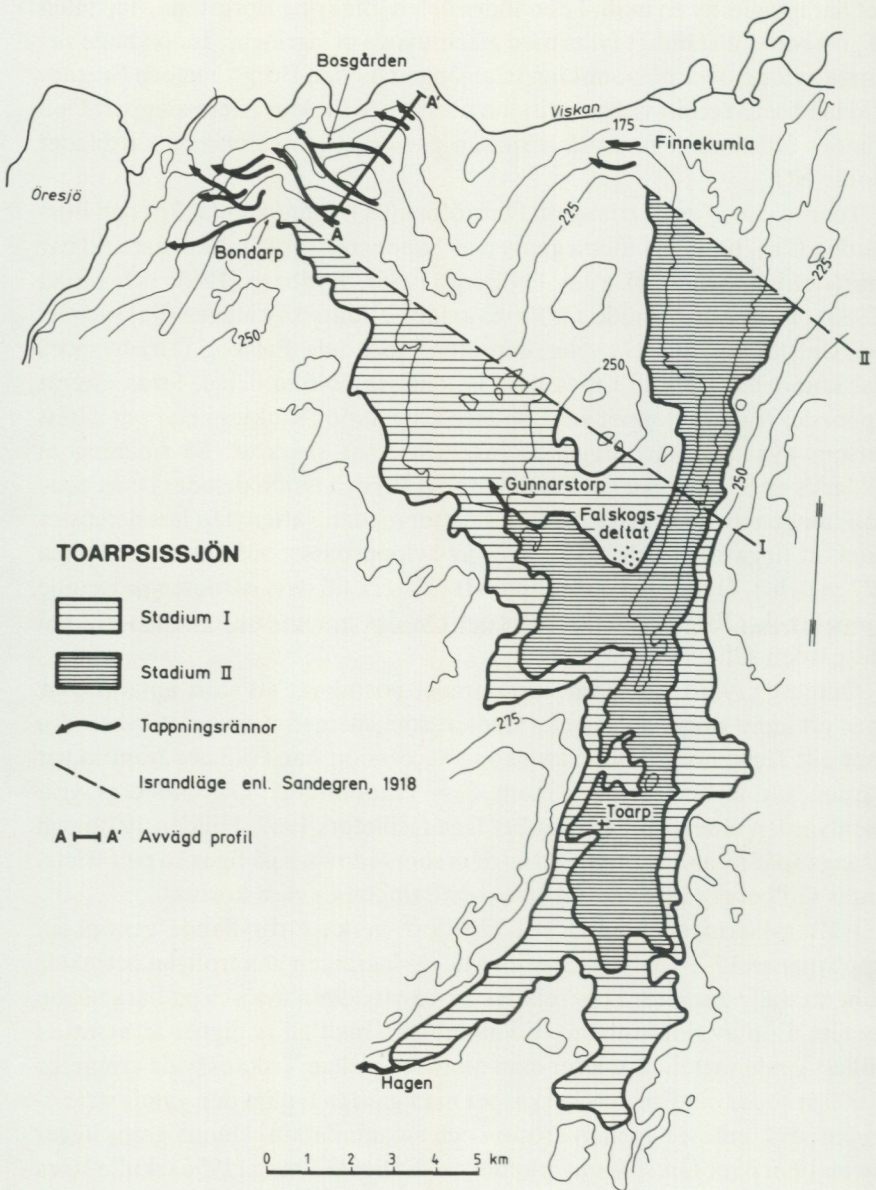 Bosgården
A'
Viskan
175
Finnekumla
Öresjö
225
A
Bondarp
225
250
II
250
250
Gunnarstorp
Falskogs-
deltat
I
TOARPSISSJÖN
Stadium I
Stadium II
275
Tappningsrännor
Israndläge enl. Sandegren, 1918
Toarp
A A' Avvägd profil
Hagen
0 1 2 3 4 5 km